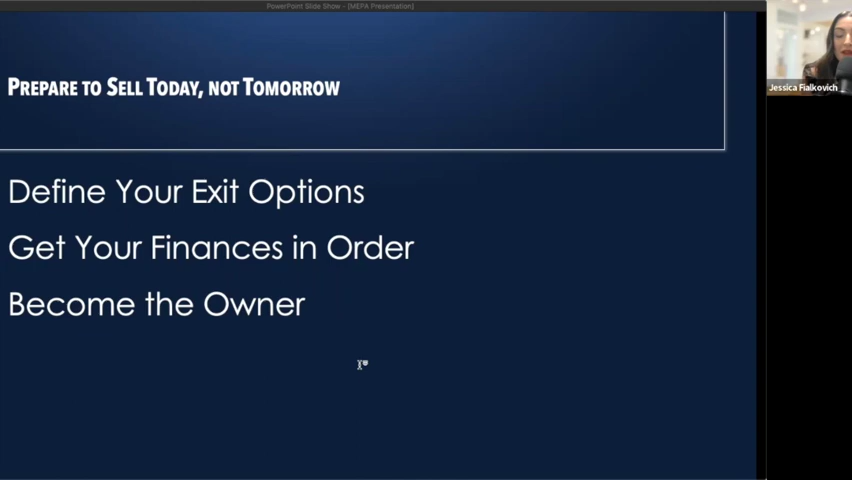 PowerPoint Slide Show - [MEPA Presentation]
PREPARE TO SELL TODAY, NOT TOMORROW
Define Your Exit Options
Get Your Finances in Order
Become the Owner
Jessica Fialkovich